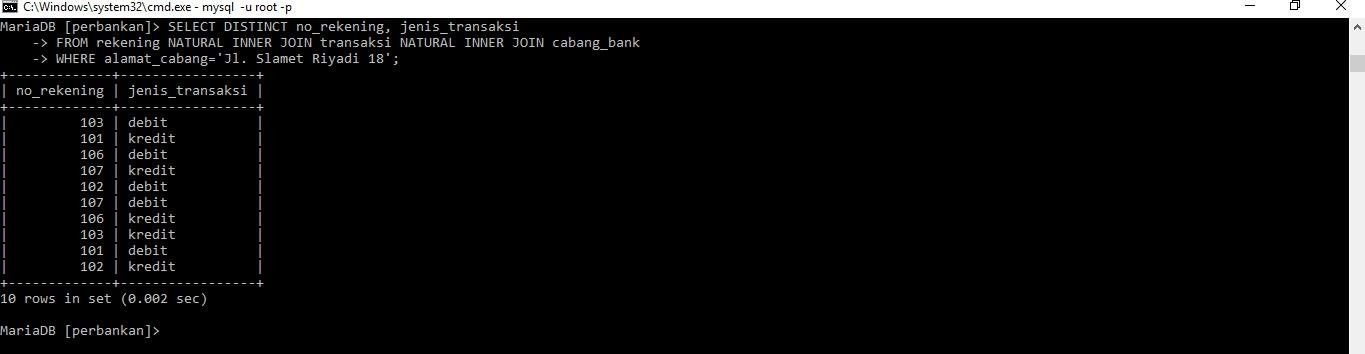 C:\Windows\system32\cmd.exe - mysql -u root -p
MariaDB [perbankan]> SELECT DISTINCT no_rekening, jenis_transaksi
    -> FROM rekening NATURAL INNER JOIN transaksi NATURAL INNER JOIN cabang_bank
    -> WHERE alamat_cabang='Jl. Slamet Riyadi 18';
+-------------+-----------------+
| no_rekening | jenis_transaksi |
+-------------+-----------------+
|         103 | debit           |
|         101 | kredit          |
|         106 | debit           |
|         107 | kredit          |
|         102 | debit           |
|         107 | debit           |
|         106 | kredit          |
|         103 | kredit          |
|         101 | debit           |
|         102 | kredit          |
+-------------+-----------------+
10 rows in set (0.002 sec)
MariaDB [perbankan]>